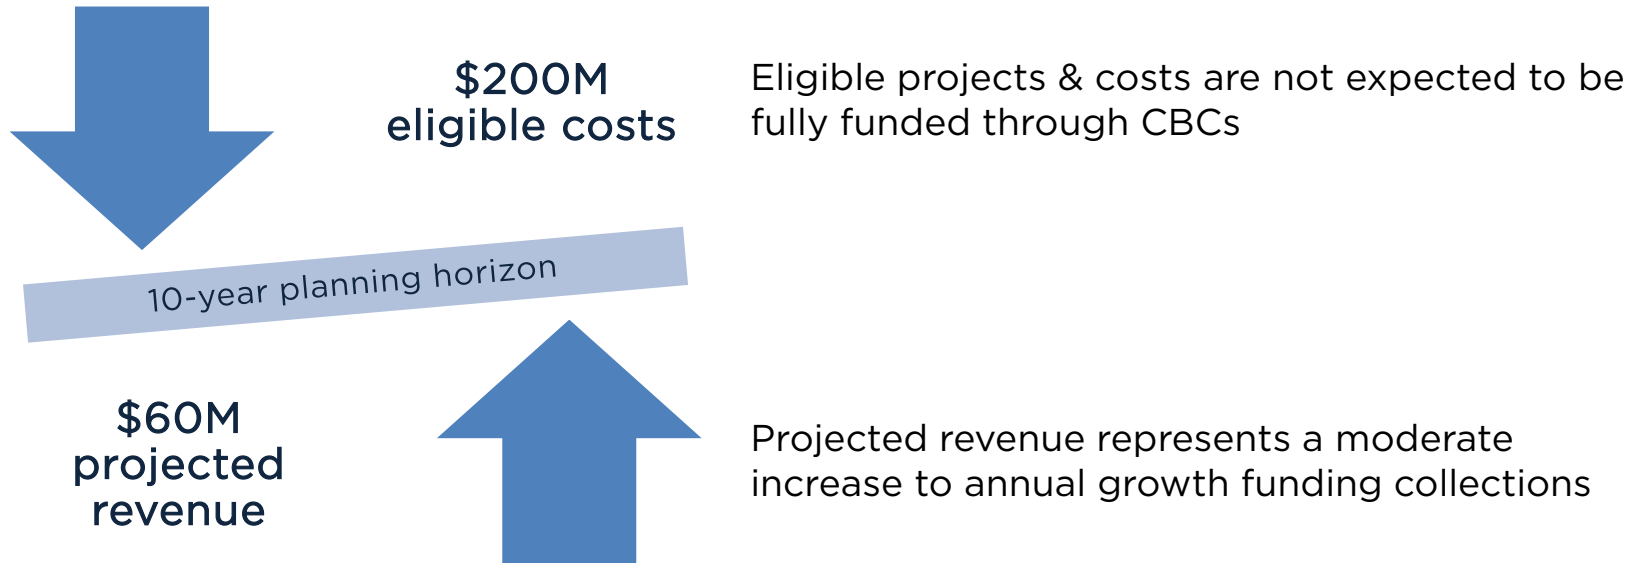 $200M
eligible costs
Eligible projects & costs are not expected to be
fully funded through CBCs
10-year planning horizon
$60M
projected
revenue
Projected revenue represents a moderate
increase to annual growth funding collections